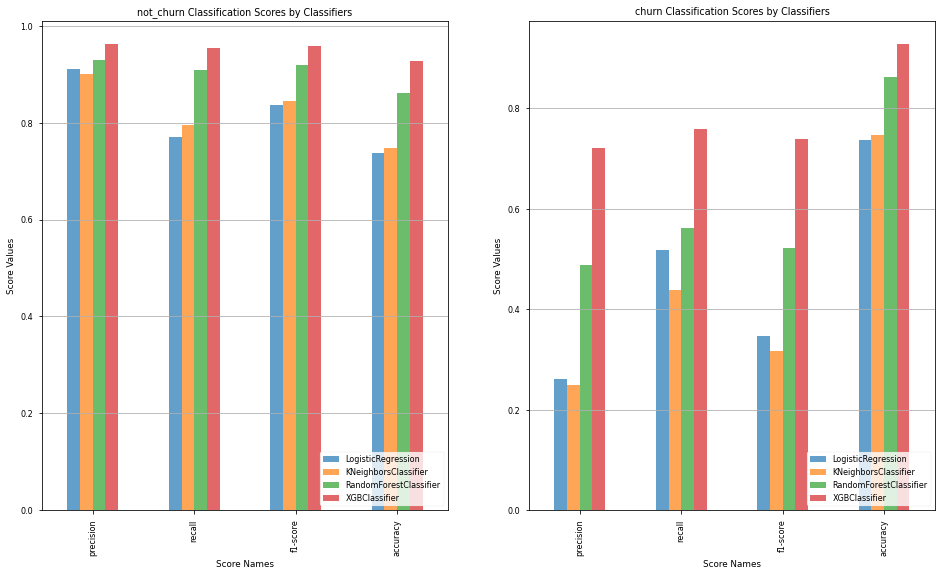 not_churn Classification Scores by Classifiers
1.0
0.8
0.6
0.4
0.2
0.0
Score Values
LogisticRegression
KNeighborsClassifier
RandomForestClassifier
XGBClassifier
precision
recall
f1-score
accuracy
Score Names
churn Classification Scores by Classifiers
0.8
0.6
0.4
0.2
0.0
Score Values
LogisticRegression
KNeighborsClassifier
RandomForestClassifier
XGBClassifier
precision
recall
f1-score
accuracy
Score Names